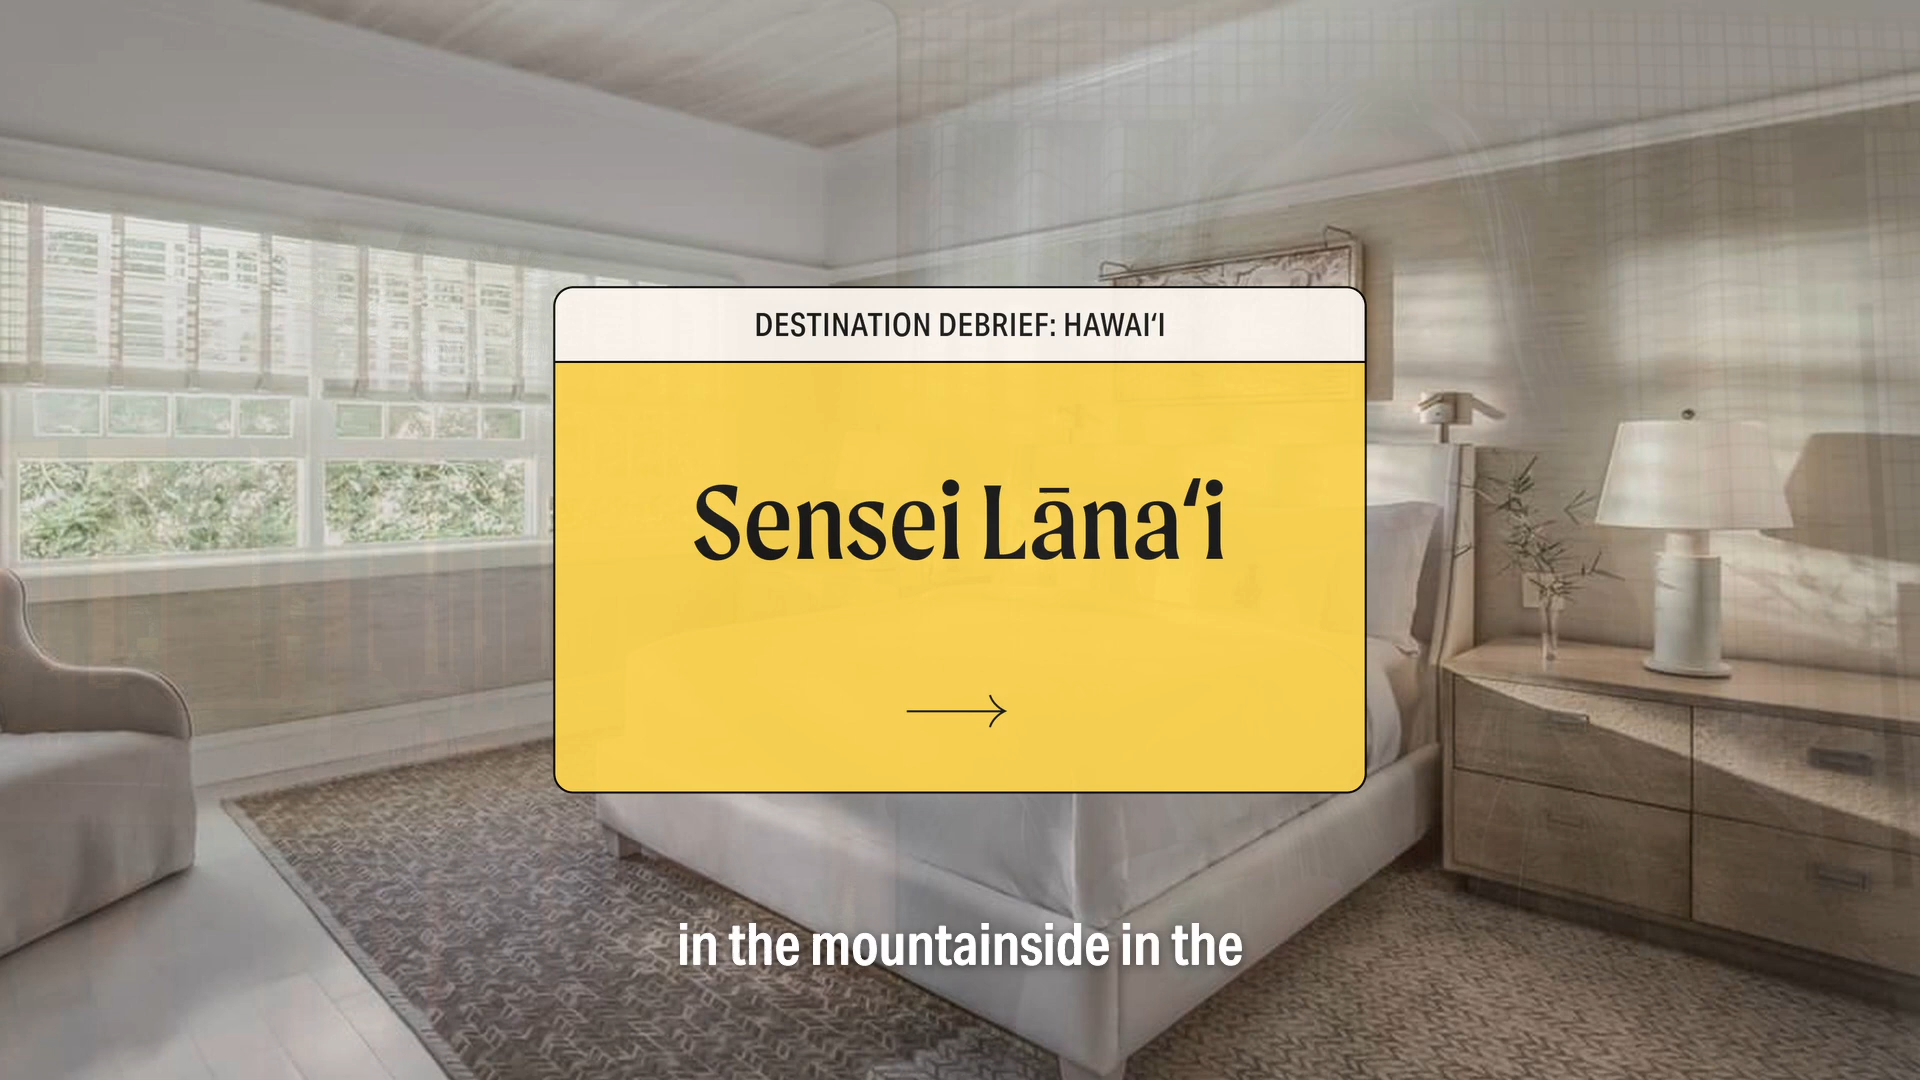 DESTINATION DEBRIEF: HAWAIʻI
Sensei Lānaʻi
in the mountainside in the